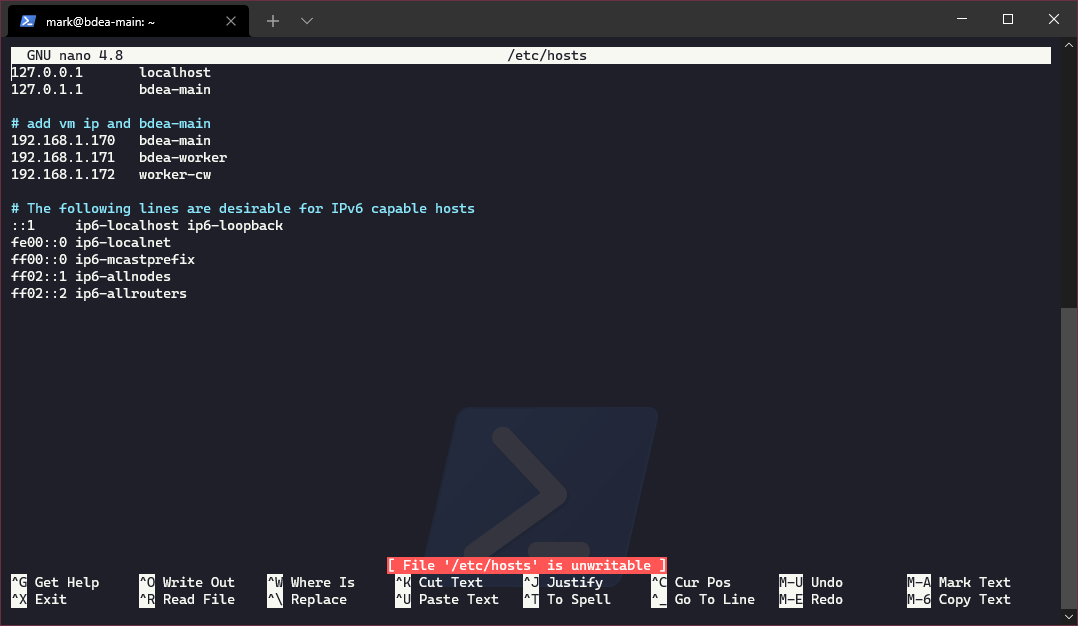 mark@bdea-main: ~
GNU nano 4.8 /etc/hosts
127.0.0.1 localhost
127.0.1.1 bdea-main
# add vm ip and bdea-main
192.168.1.170 bdea-main
192.168.1.171 bdea-worker
192.168.1.172 worker-cw
# The following lines are desirable for IPv6 capable hosts
::1 ip6-localhost ip6-loopback
fe00::0 ip6-localnet
ff00::0 ip6-mcastprefix
ff02::1 ip6-allnodes
ff02::2 ip6-allrouters
[ File '/etc/hosts' is unwritable ]
^G Get Help ^O Write Out ^W Where Is ^K Cut Text ^J Justify ^C Cur Pos M-U Undo M-A Mark Text
^X Exit ^R Read File ^\ Replace ^U Paste Text ^T To Spell ^_ Go To Line M-E Redo M-6 Copy Text